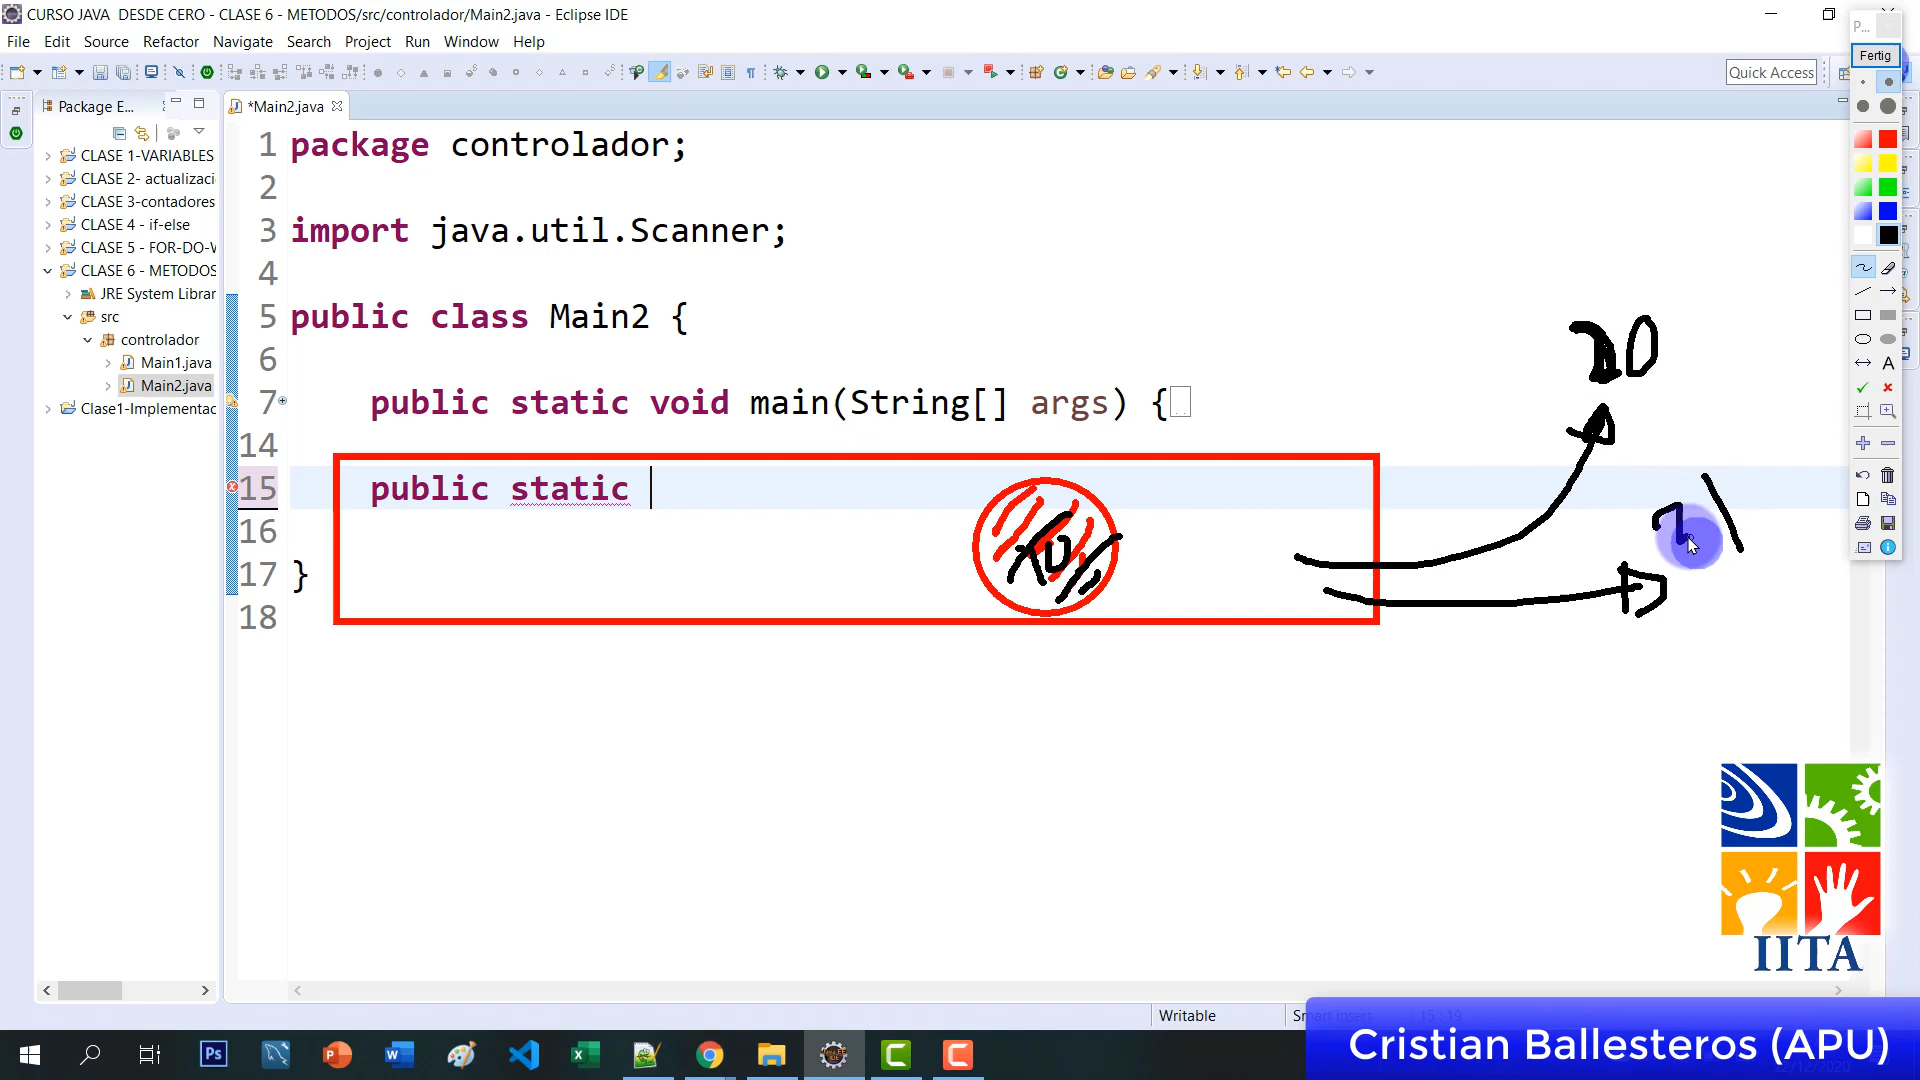 CURSO JAVA  DESDE CERO - CLASE 6 - METODOS/src/controlador/Main2.java - Eclipse IDE
File Edit Source Refactor Navigate Search Project Run Window Help
P...
Fertig
Quick Access
Package E...
*Main2.java
CLASE 1-VARIABLES
CLASE 2- actualizaci
CLASE 3-contadores
CLASE 4 - if-else
CLASE 5 - FOR-DO-W
CLASE 6 - METODOS
JRE System Librar
src
controlador
Main1.java
Main2.java
Clase1-Implementac
1 package controlador;
2
3 import java.util.Scanner;
4
5 public class Main2 {
6
7 public static void main(String[] args) {
14
15 public static
16
17 }
18
A
IITA
Writable
Cristian Ballesteros (APU)